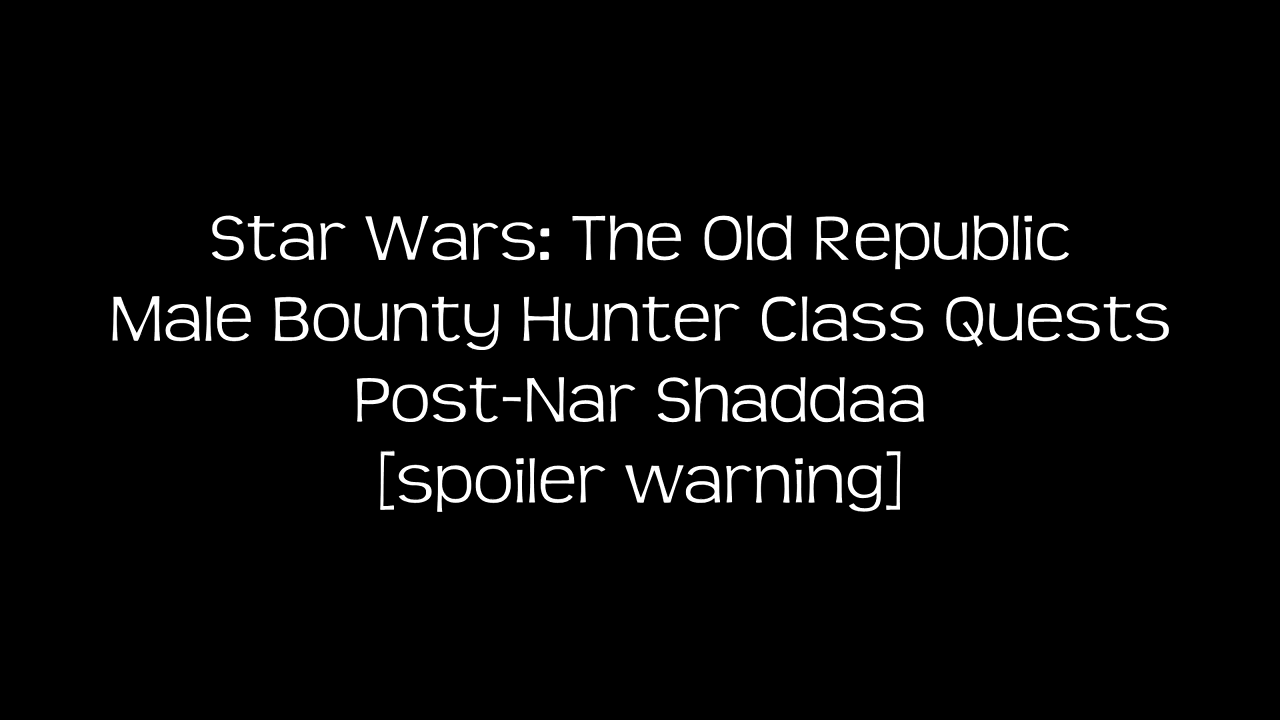 Star Wars: The Old Republic
Male Bounty Hunter Class Quests
Post-Nar Shaddaa
[spoiler warning]